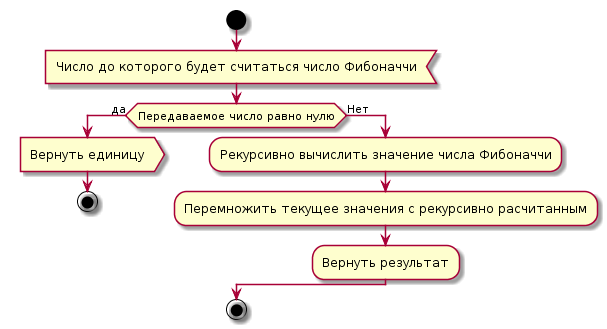 Число до которого будет считаться число Фибоначчи
да
Передаваемое число равно нулю
Нет
Вернуть единицу
Рекурсивно вычислить значение числа Фибоначчи
Перемножить текущее значения с рекурсивно расчитанным
Вернуть результат